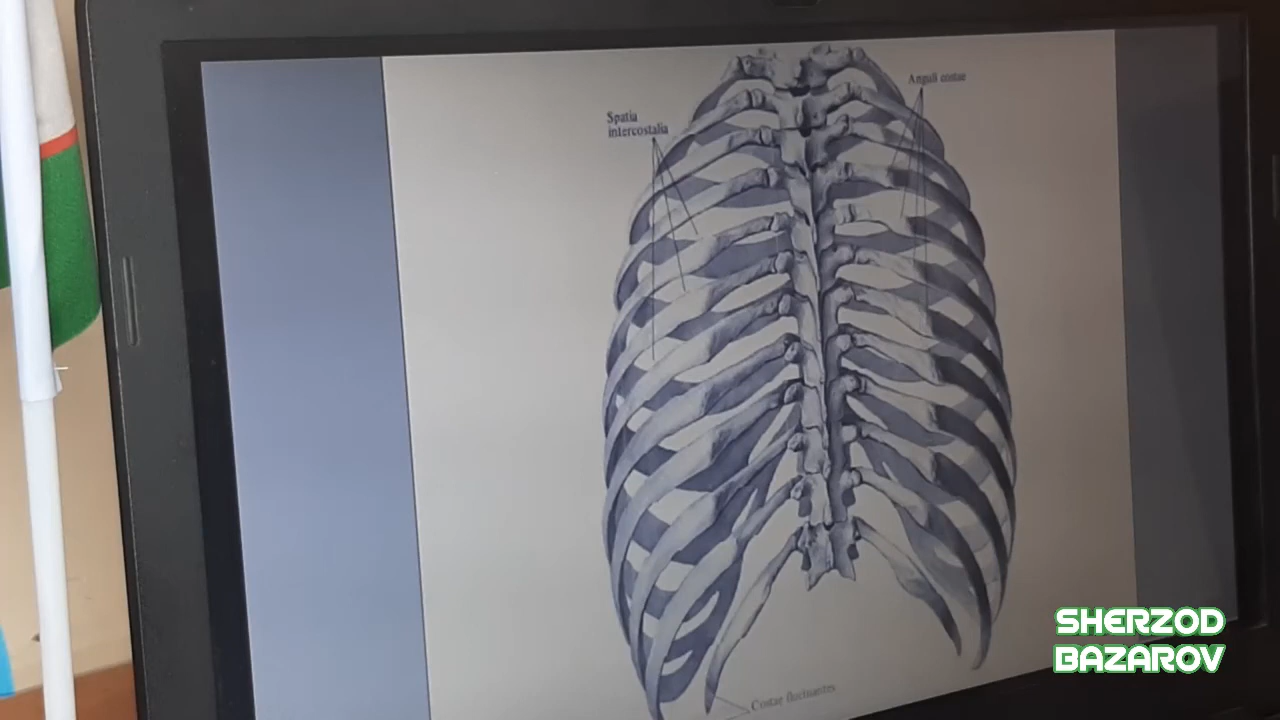 Anguli costae
Spatia
intercostalia
Costae fluctuantes
SHERZOD
BAZAROV